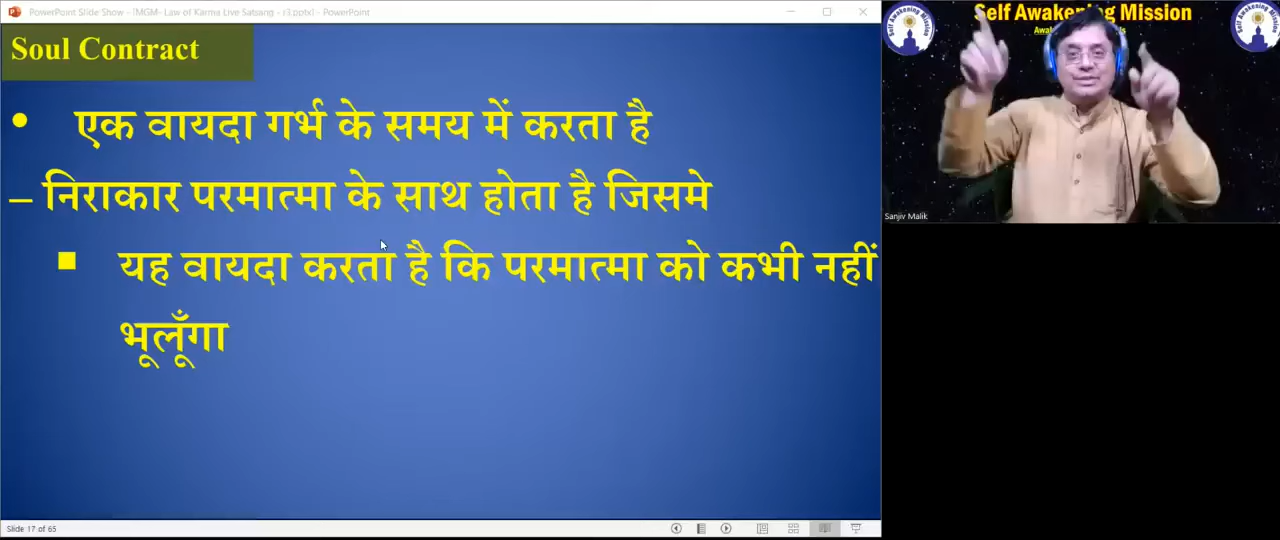 PowerPoint Slide Show - [MGM- Law of Karma Live Satsang - r3.pptx] - PowerPoint
Soul Contract
• एक वायदा गर्भ के समय में करता है
– निराकार परमात्मा के साथ होता है जिसमे
▪ यह वायदा करता है कि परमात्मा को कभी नहीं
भूलूँगा
Slide 17 of 65
Self Awakening Mission
Sanjiv Malik